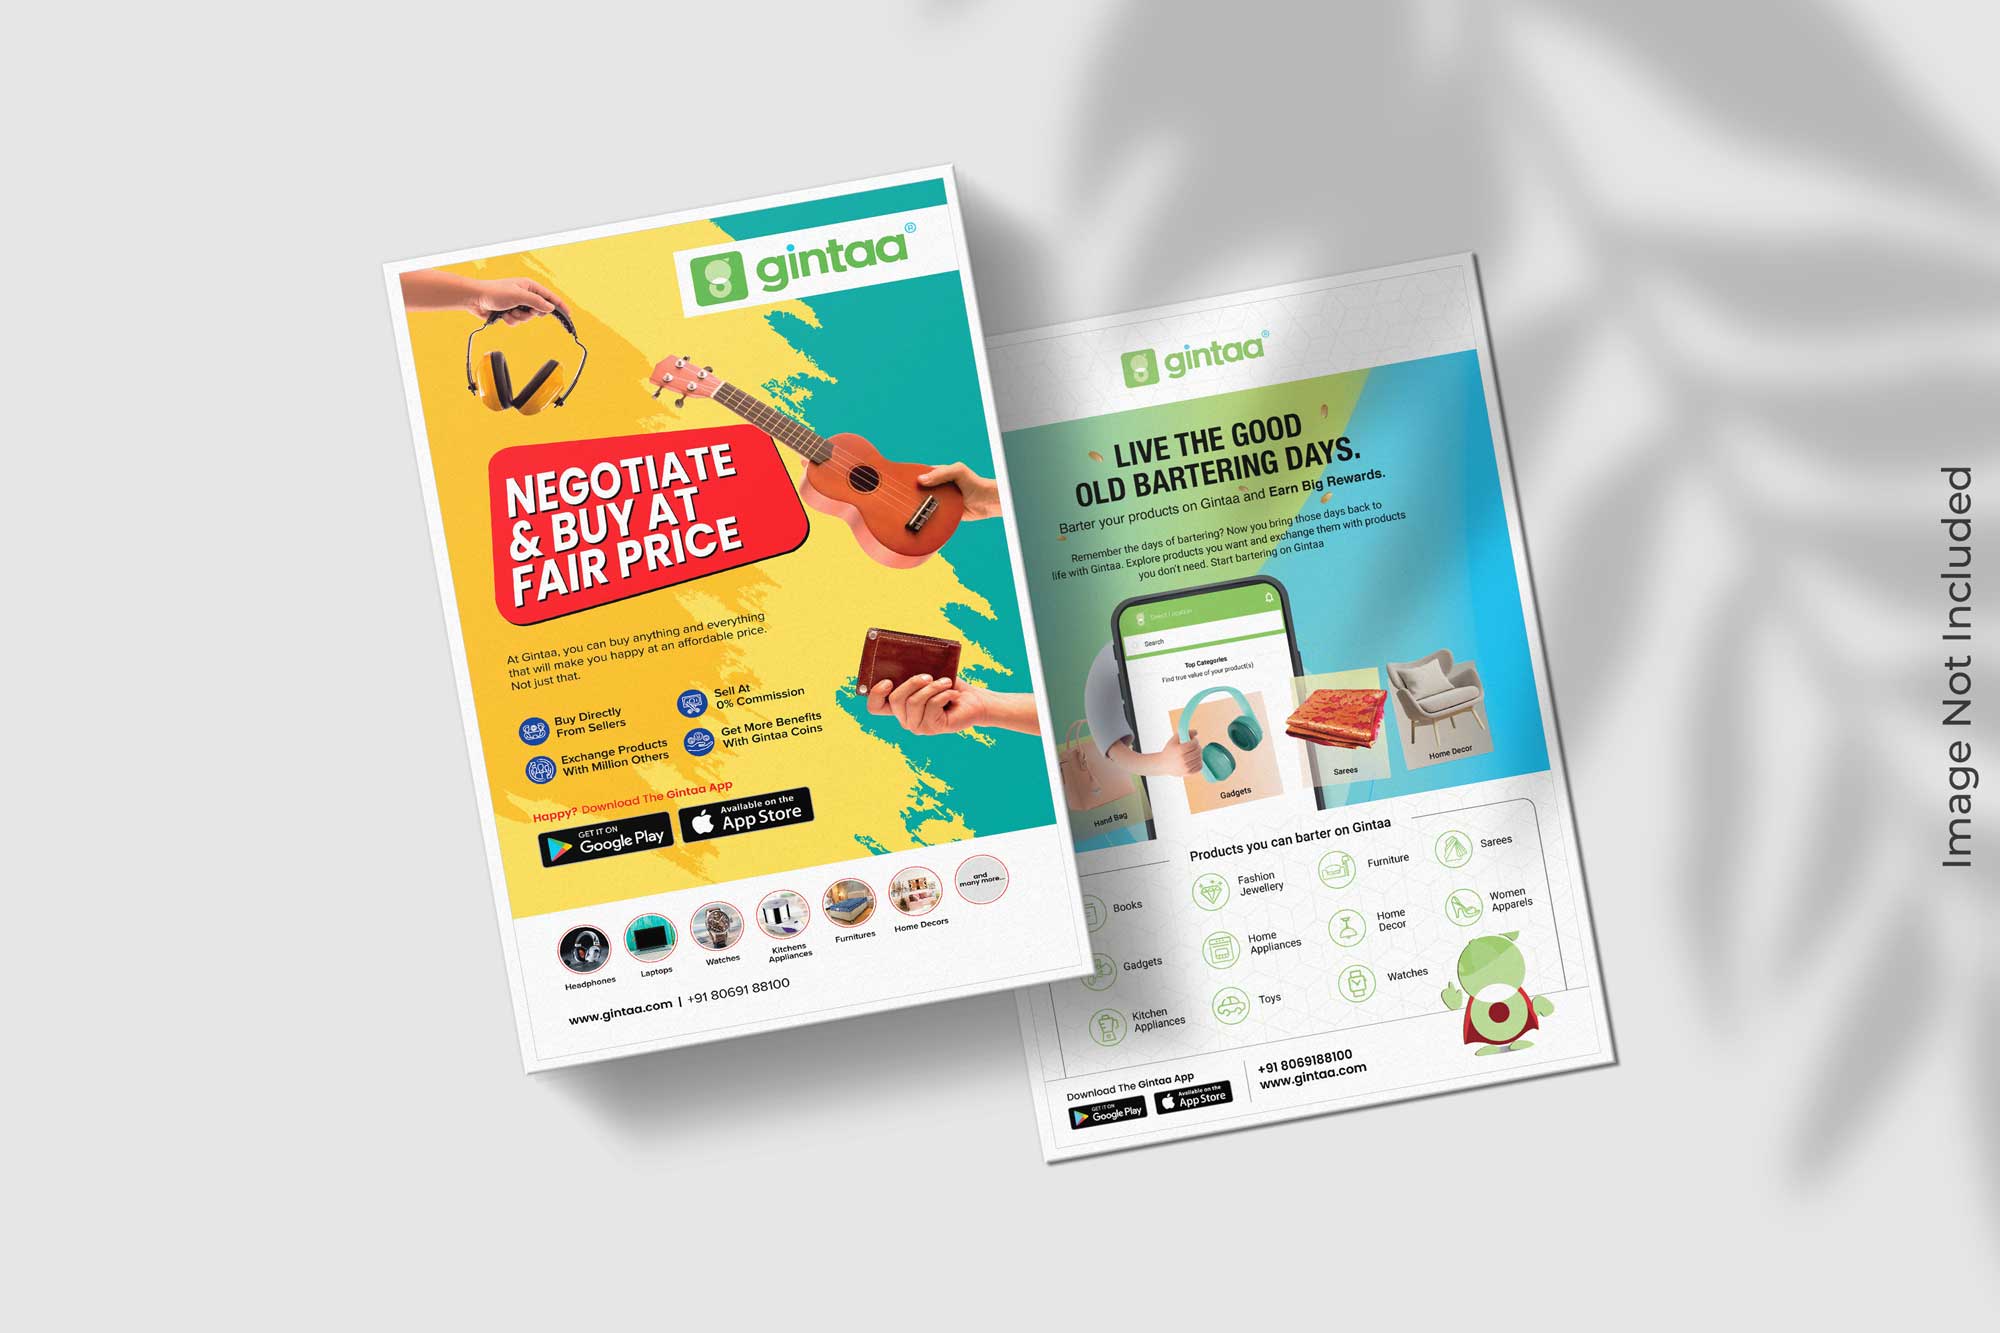 gintaa®
NEGOTIATE
& BUY AT
FAIR PRICE
At Gintaa, you can buy anything and everything
that will make you happy at an affordable price.
Not just that.
Buy Directly
From Sellers
Sell At
0% Commission
Exchange Products
With Million Others
Get More Benefits
With Gintaa Coins
Happy? Download The Gintaa App
GET IT ON
Google Play
Available on the
App Store
Headphones
Laptops
Watches
Kitchens
Appliances
Furnitures
Home Decors
and
many more...
www.gintaa.com | +91 80691 88100
gintaa®
LIVE THE GOOD
OLD BARTERING DAYS.
Barter your products on Gintaa and Earn Big Rewards.
Remember the days of bartering? Now you bring those days back to
life with Gintaa. Explore products you want and exchange them with products
you don't need. Start bartering on Gintaa
Search
Top Categories
Find true value of your product(s)
Hand Bag
Gadgets
Sarees
Home Decor
Products you can barter on Gintaa
Books
Fashion
Jewellery
Furniture
Sarees
Gadgets
Home
Appliances
Home
Decor
Women
Apparels
Kitchen
Appliances
Toys
Watches
Download The Gintaa App
GET IT ON
Google Play
Available on the
App Store
+91 8069188100
www.gintaa.com
Image Not Included